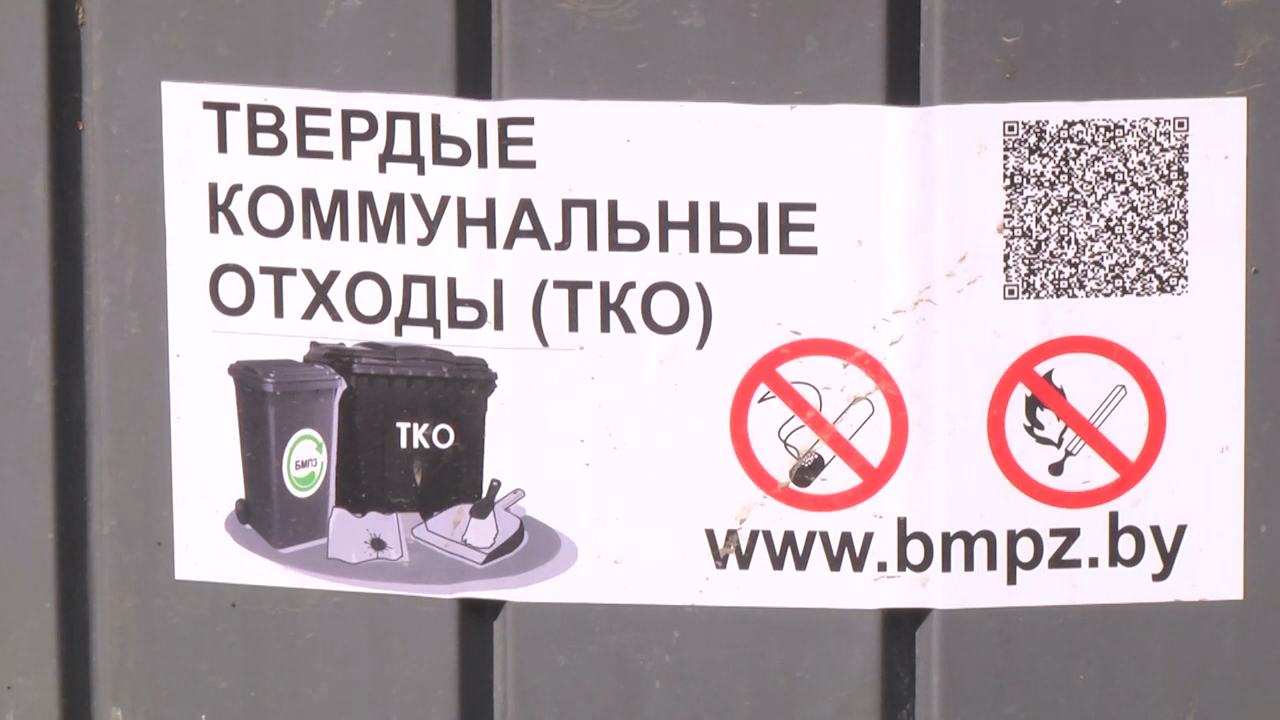 ТВЕРДЫЕ
КОММУНАЛЬНЫЕ
ОТХОДЫ (ТКО)
ТКО
БМПЗ
www.bmpz.by